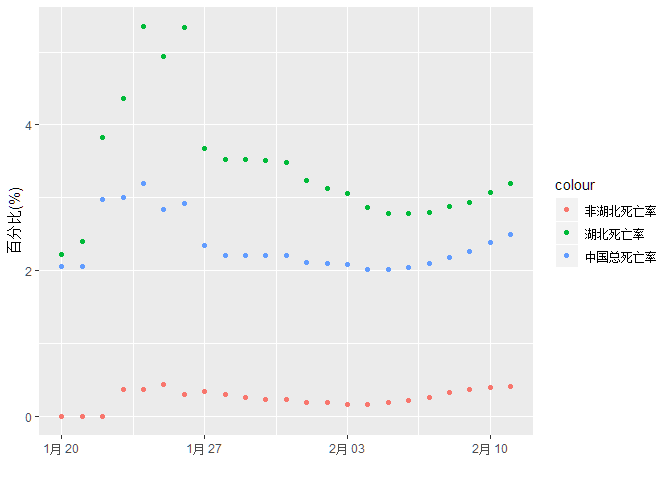 百分比(%)
4
2
0
1月 20
1月 27
2月 03
2月 10
colour
非湖北死亡率
湖北死亡率
中国总死亡率